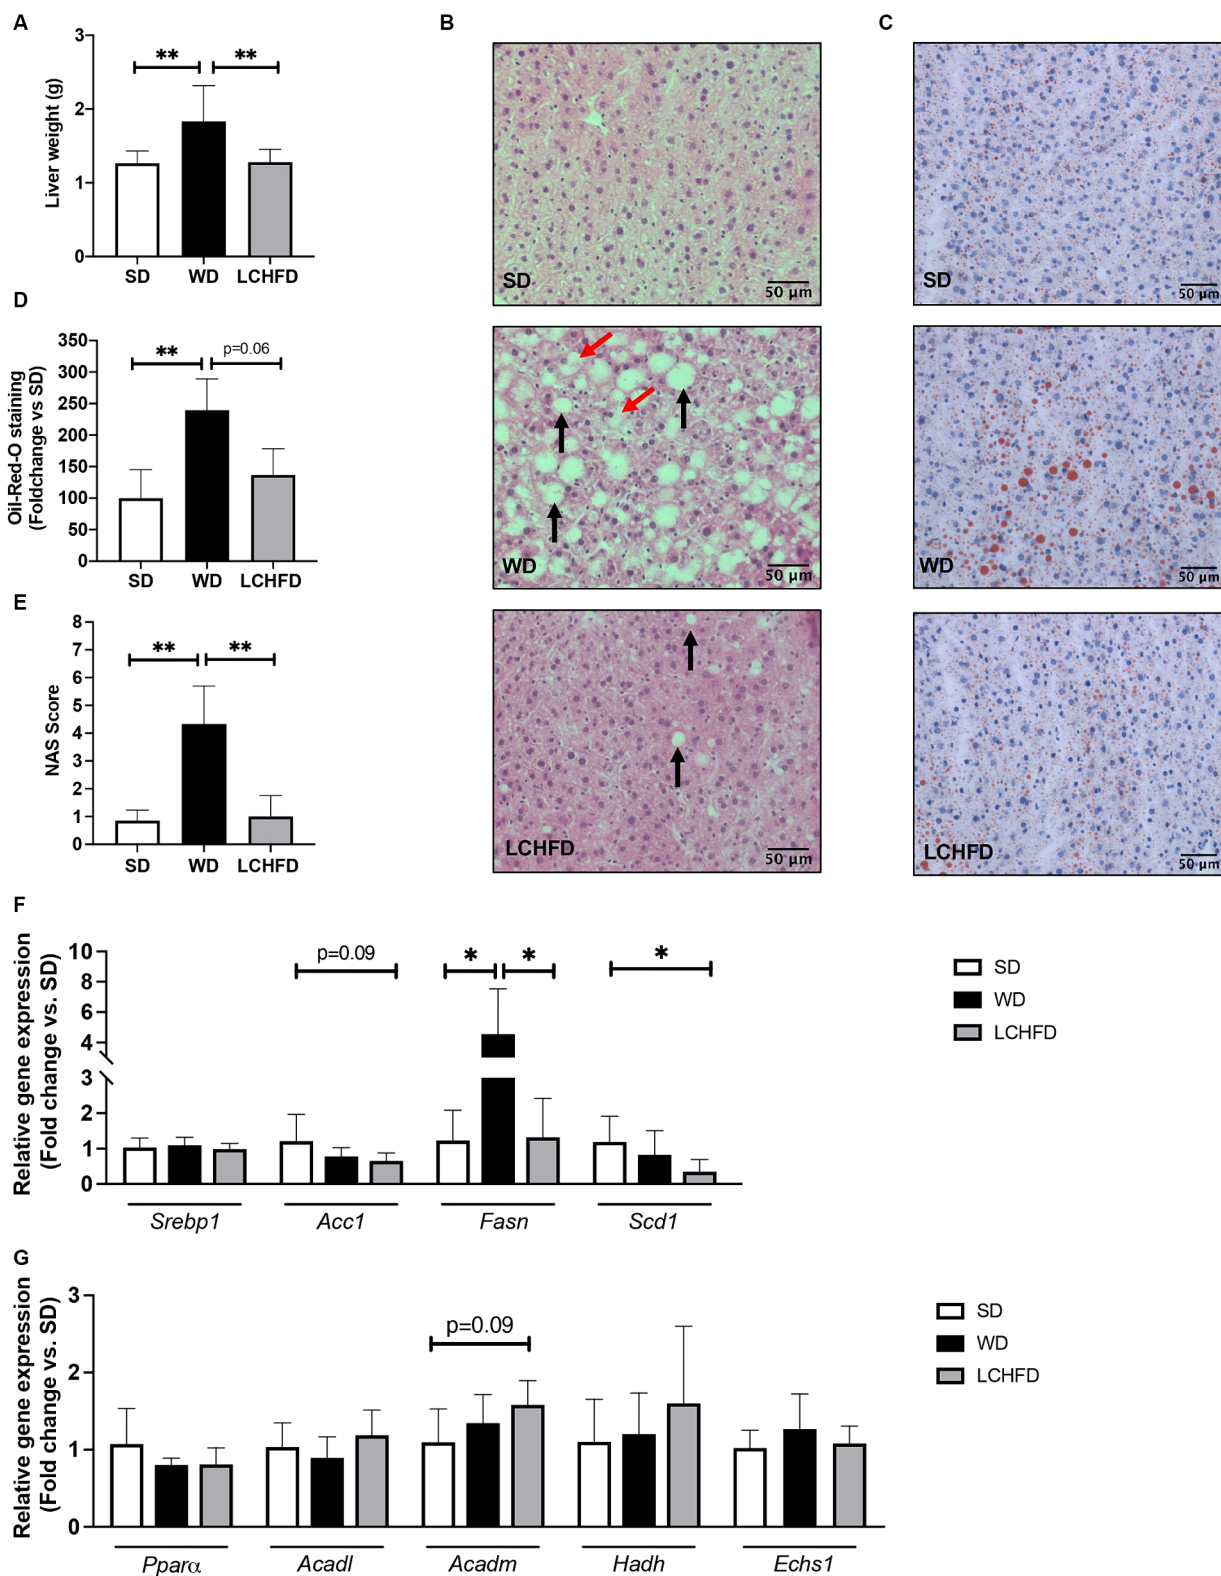 A
Liver weight (g)
3
2
1
0
**
**
SD
WD
LCHFD
B
SD
50 µm
WD
50 µm
LCHFD
50 µm
C
SD
50 µm
WD
50 µm
LCHFD
50 µm
D
Oil-Red-O staining
(Foldchange vs SD)
350
300
250
200
150
100
50
0
**
p=0.06
SD
WD
LCHFD
E
NAS Score
8
7
6
5
4
3
2
1
0
**
**
SD
WD
LCHFD
F
Relative gene expression
(Fold change vs. SD)
10
8
6
4
3
2
1
0
p=0.09
*
*
*
Srebp1
Acc1
Fasn
Scd1
SD
WD
LCHFD
G
Relative gene expression
(Fold change vs. SD)
3
2
1
0
p=0.09
Pparα
Acadl
Acadm
Hadh
Echs1
SD
WD
LCHFD